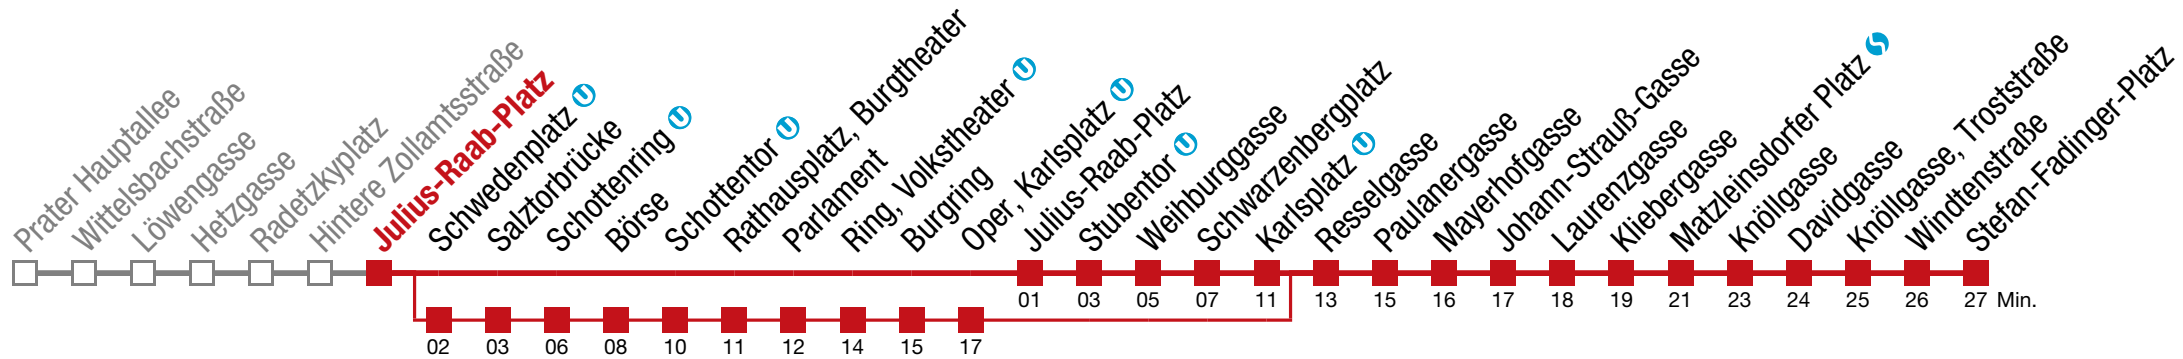 Prater Hauptallee
Wittelsbachstraße
Löwengasse
Hetzgasse
Radetzkyplatz
Hintere Zollamtsstraße
Julius-Raab-Platz
Schwedenplatz U
Salztorbrücke
Schottenring U
Börse
Schottentor U
Rathausplatz, Burgtheater
Parlament
Ring, Volkstheater U
Burgring
Oper, Karlsplatz U
Julius-Raab-Platz
Stubentor U
Weihburggasse
Schwarzenbergplatz
Karlsplatz U
Resselgasse
Paulanergasse
Mayerhofgasse
Johann-Strauß-Gasse
Laurenzgasse
Kliebergasse
Matzleinsdorfer Platz S
Knöllgasse
Davidgasse
Knöllgasse, Troststraße
Windtenstraße
Stefan-Fadinger-Platz
01 03 05 07 11 13 15 16 17 18 19 21 23 24 25 26 27 Min.
02 03 06 08 10 11 12 14 15 17